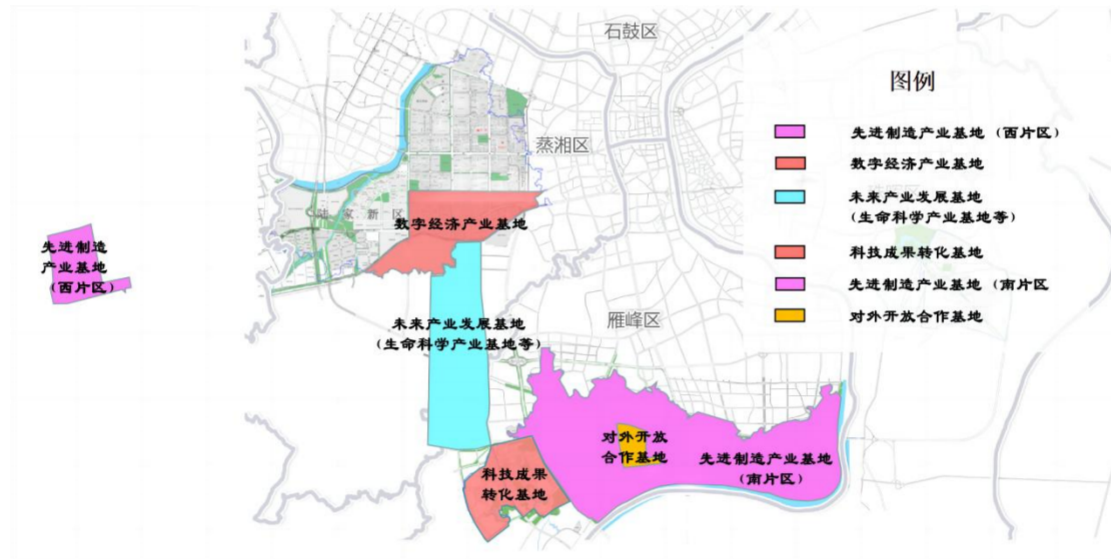 石鼓区
图例
先进制造产业基地（西片区）
蒸湘区
数字经济产业基地
未来产业发展基地
（生命科学产业基地等）
陆家新区
数字经济产业基地
先进制造
产业基地
（西片区）
科技成果转化基地
先进制造产业基地（南片区
对外开放合作基地
未来产业发展基地
（生命科学产业基地等）
雁峰区
对外开放
合作基地
先进制造产业基地
（南片区）
科技成果
转化基地